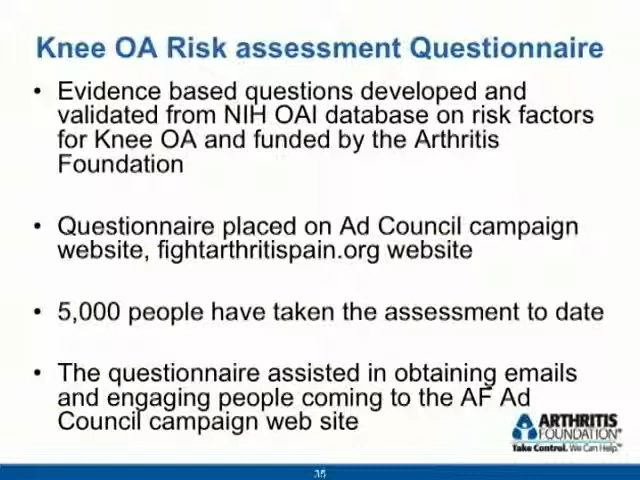 Knee OA Risk assessment Questionnaire
• Evidence based questions developed and
validated from NIH OAI database on risk factors
for Knee OA and funded by the Arthritis
Foundation
• Questionnaire placed on Ad Council campaign
website, fightarthritispain.org website
• 5,000 people have taken the assessment to date
• The questionnaire assisted in obtaining emails
and engaging people coming to the AF Ad
Council campaign web site
ARTHRITIS
FOUNDATION®
Take Control. We Can Help.™